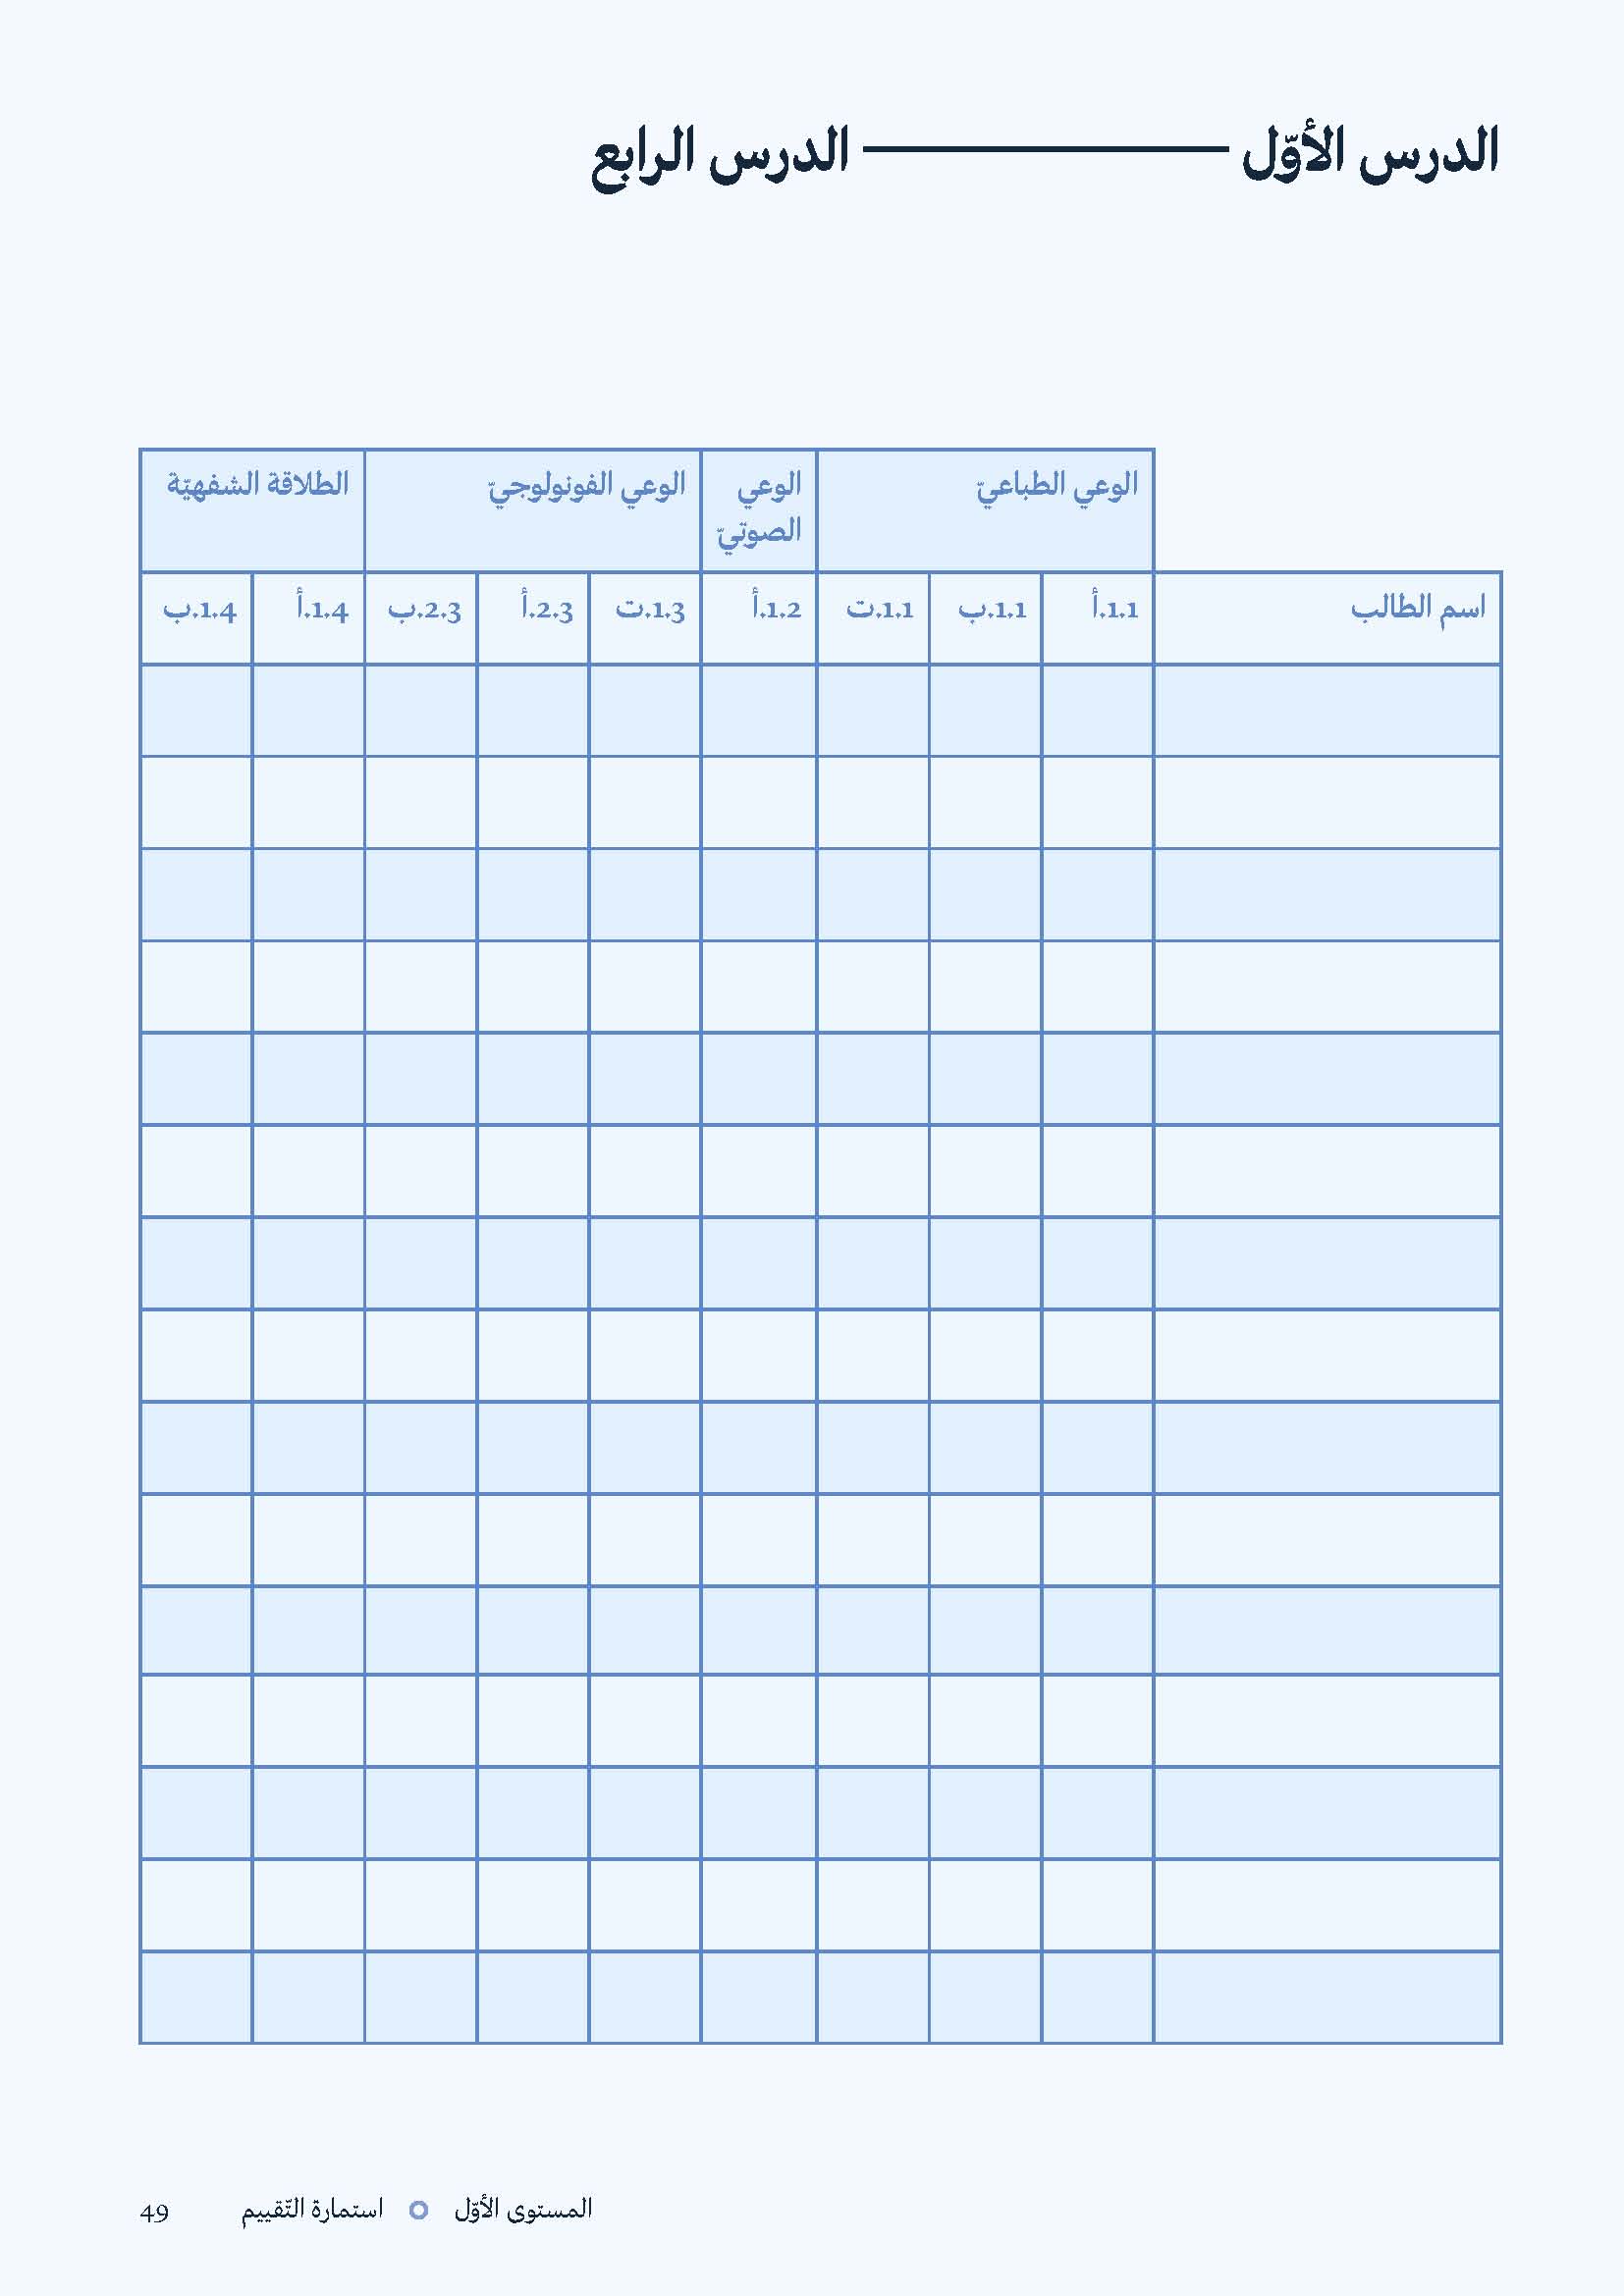 الدرس الأوّل — الدرس الرابع
الوعي الطباعيّ الوعي الصوتيّ الوعي الفونولوجيّ الطلاقة الشفهيّة
اسم الطالب 1.1.أ 1.1.ب 1.1.ت 1.2.أ 1.3.ت 2.3.أ 2.3.ب 1.4.أ 1.4.ب
المستوى الأوّل استمارة التّقييم 49